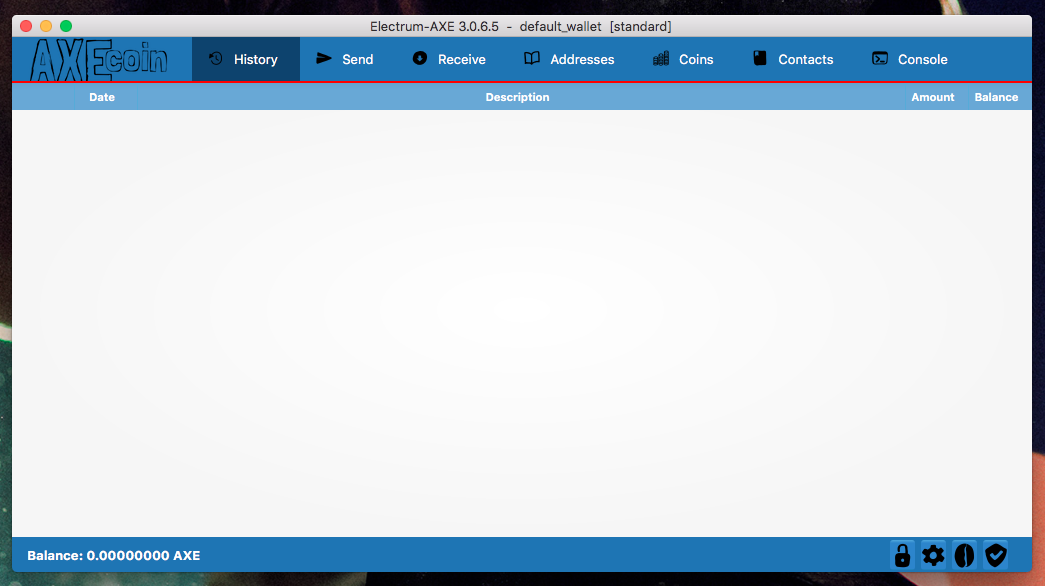 Electrum-AXE 3.0.6.5 - default_wallet [standard]
AXEcoin History Send Receive Addresses Coins Contacts Console
Date Description Amount Balance
Balance: 0.00000000 AXE